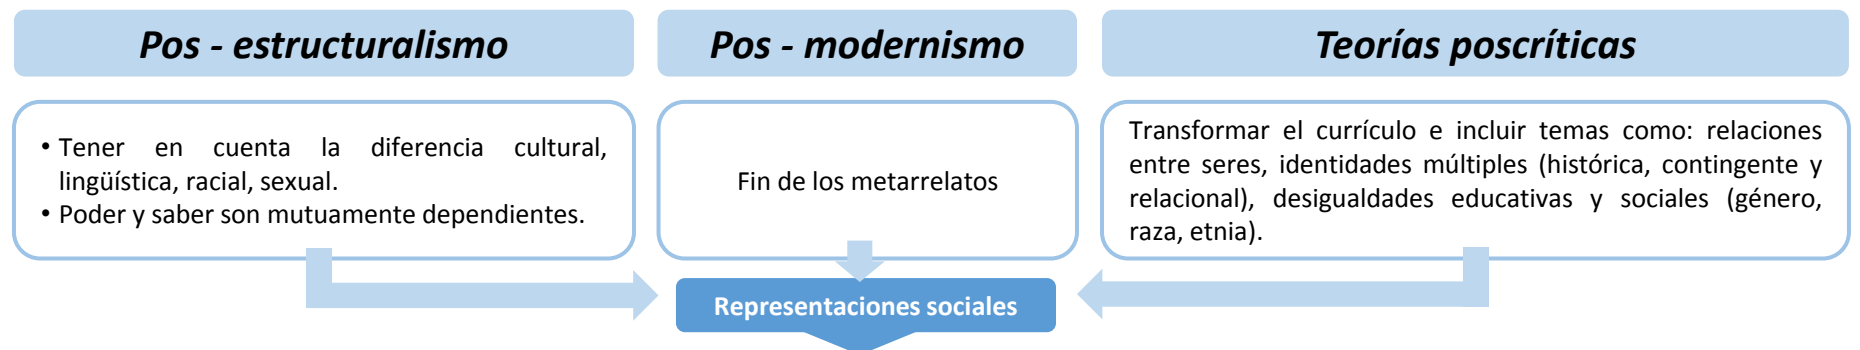 Pos - estructuralismo
Pos - modernismo
Teorías poscríticas
• Tener en cuenta la diferencia cultural,
lingüística, racial, sexual.
• Poder y saber son mutuamente dependientes.
Fin de los metarrelatos
Transformar el currículo e incluir temas como: relaciones
entre seres, identidades múltiples (histórica, contingente y
relacional), desigualdades educativas y sociales (género,
raza, etnia).
Representaciones sociales